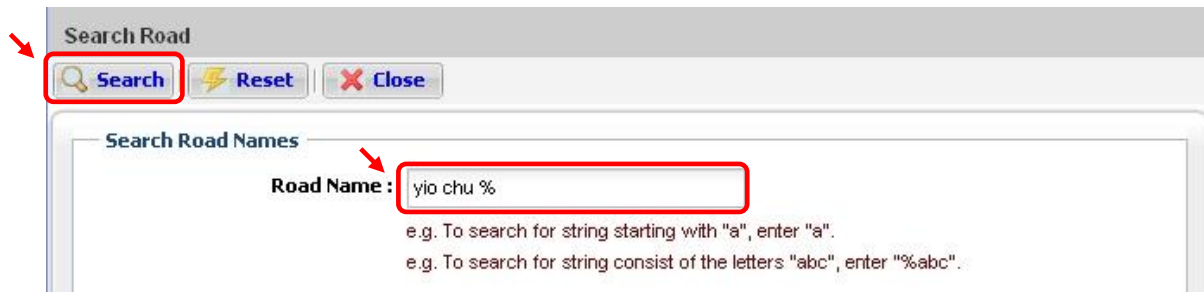 Search Road
Search Reset Close
Search Road Names
Road Name : yio chu %
e.g. To search for string starting with "a", enter "a".
e.g. To search for string consist of the letters "abc", enter "%abc".